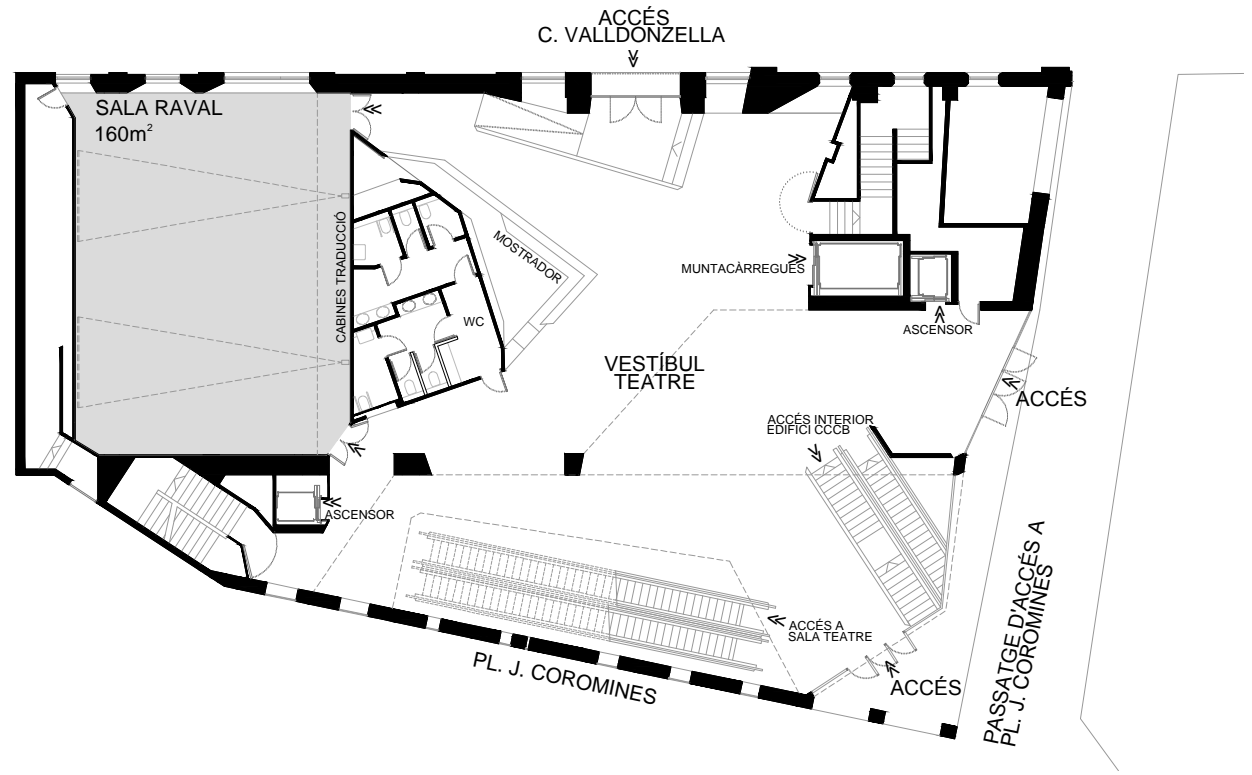 ACCÉS
C. VALLDONZELLA
SALA RAVAL
160m²
CABINES TRADUCCIÓ
MOSTRADOR
WC
MUNTACÀRREGUES
ASCENSOR
VESTÍBUL
TEATRE
ACCÉS
ACCÉS INTERIOR
EDIFICI CCCB
ASCENSOR
ACCÉS A
SALA TEATRE
ACCÉS
PL. J. COROMINES
PASSATGE D'ACCÉS A
PL. J. COROMINES